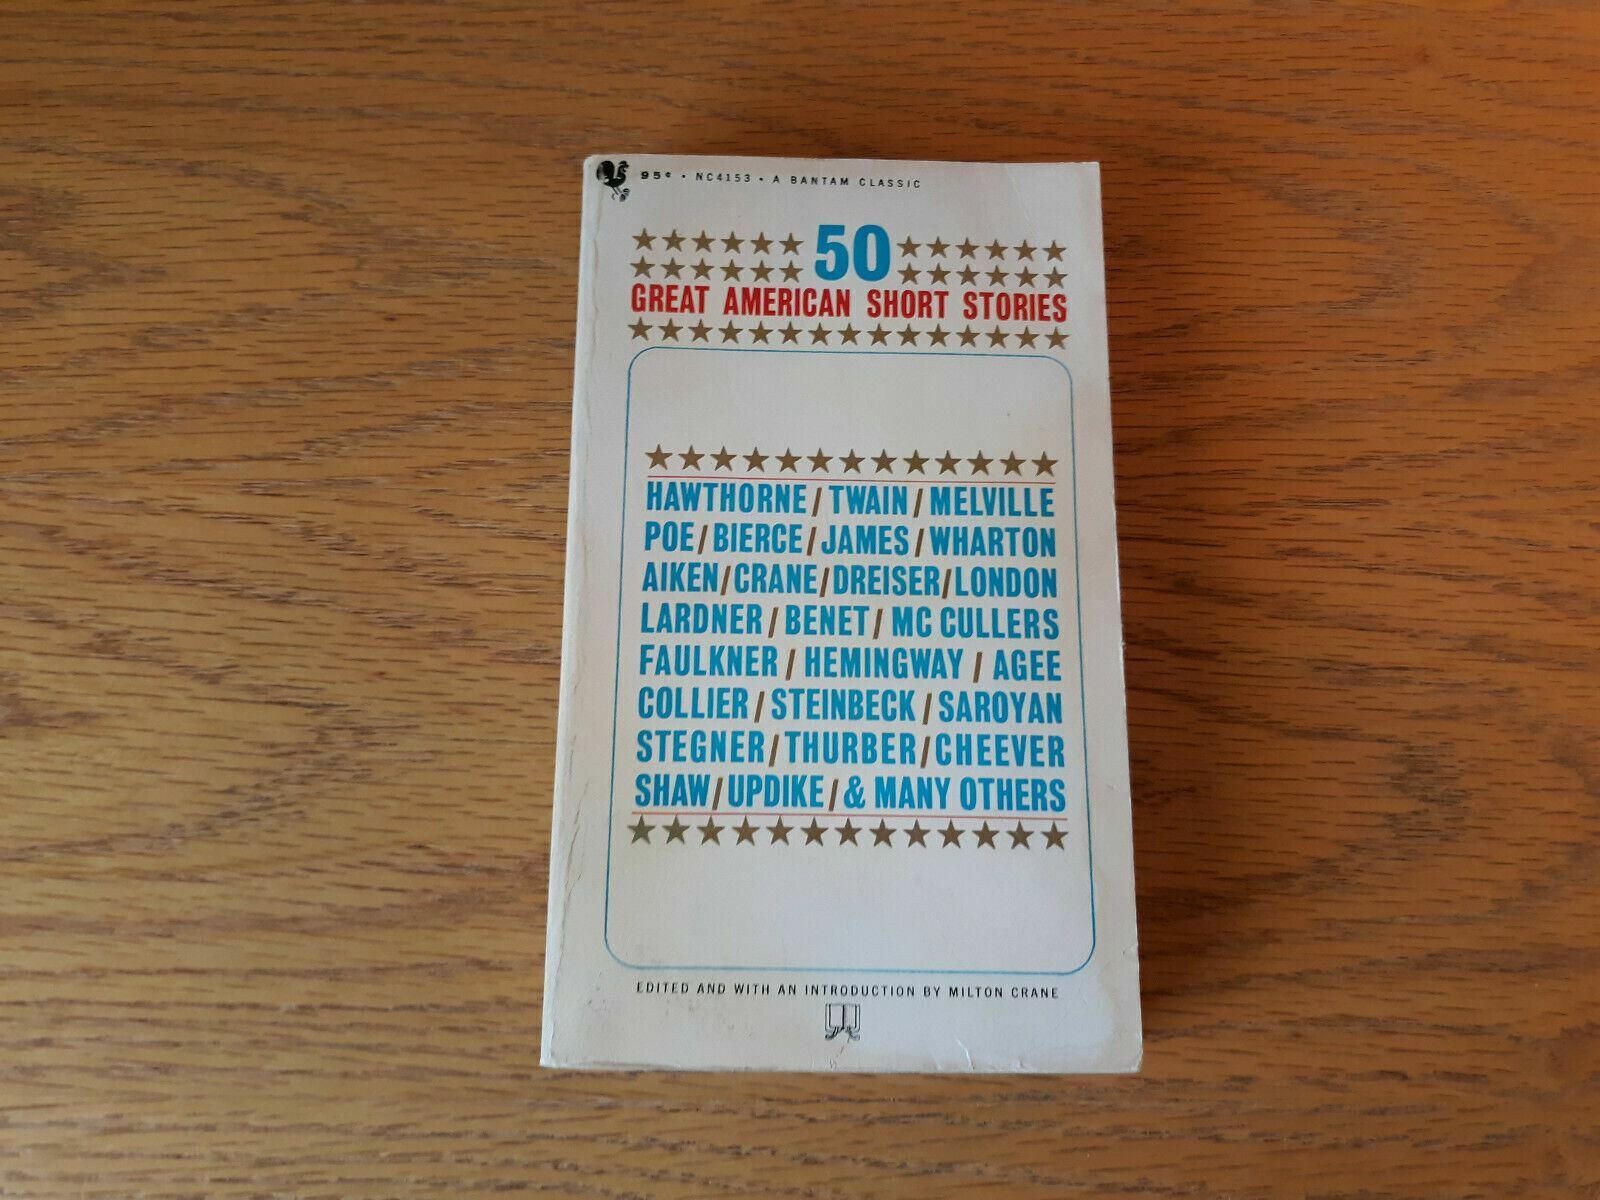 95¢ • NC4153 • A BANTAM CLASSIC
50
GREAT AMERICAN SHORT STORIES
HAWTHORNE / TWAIN / MELVILLE
POE / BIERCE / JAMES / WHARTON
AIKEN / CRANE / DREISER / LONDON
LARDNER / BENET / MC CULLERS
FAULKNER / HEMINGWAY / AGEE
COLLIER / STEINBECK / SAROYAN
STEGNER / THURBER / CHEEVER
SHAW / UPDIKE / & MANY OTHERS
EDITED AND WITH AN INTRODUCTION BY MILTON CRANE